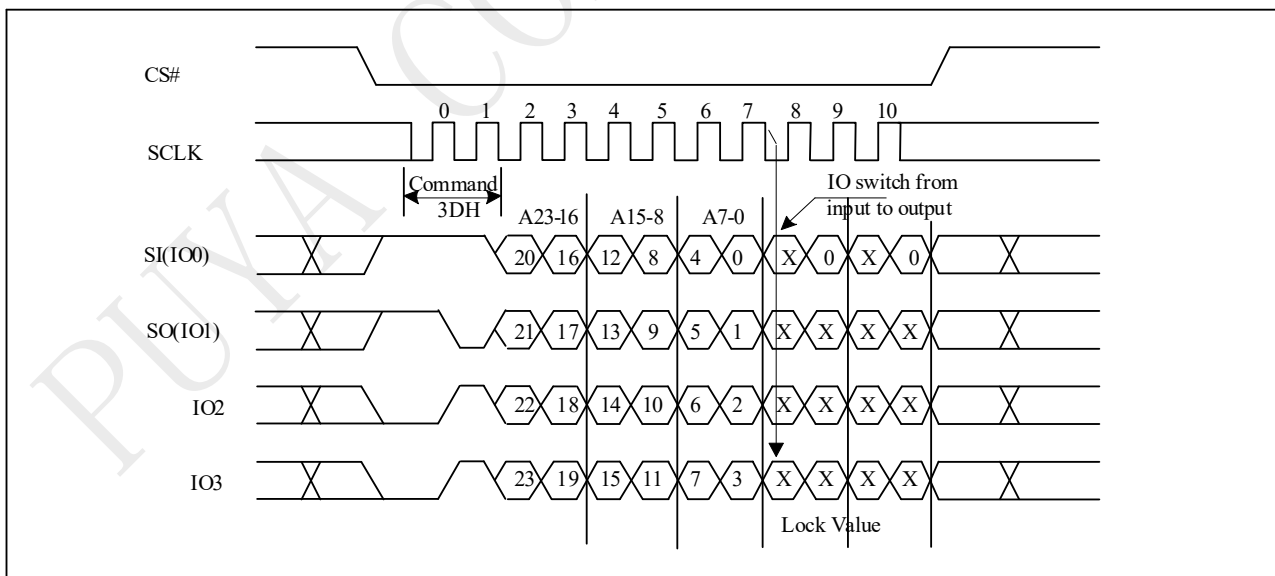 PUYA CO
CS#
0 1 2 3 4 5 6 7 8 9 10
SCLK
Command
3DH
IO switch from
input to output
A23-16 A15-8 A7-0
SI(IO0) 20 16 12 8 4 0 X 0 X 0
SO(IO1) 21 17 13 9 5 1 X X X X
IO2 22 18 14 10 6 2 X X X X
IO3 23 19 15 11 7 3 X X X X
Lock Value